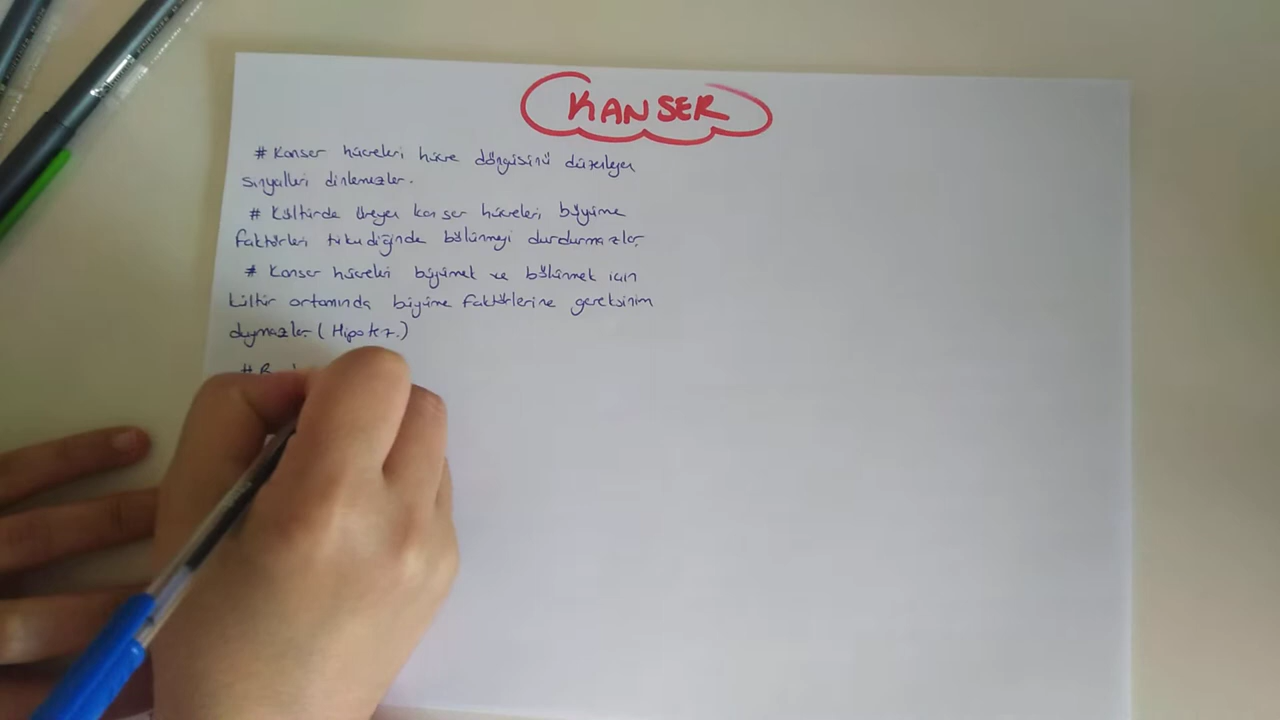 KANSER
# Kanser hücreleri hücre döngüsünü düzenleyen
sinyalleri dinlemezler.
# Kültürde üreyen kanser hücreleri, büyüme
faktörleri tükendiğinde bölünmeyi durdurmazlar.
# Kanser hücreleri büyümek ve bölünmek için
kültür ortamında büyüme faktörlerine gereksinim
duymazlar (Hipotez.)
#